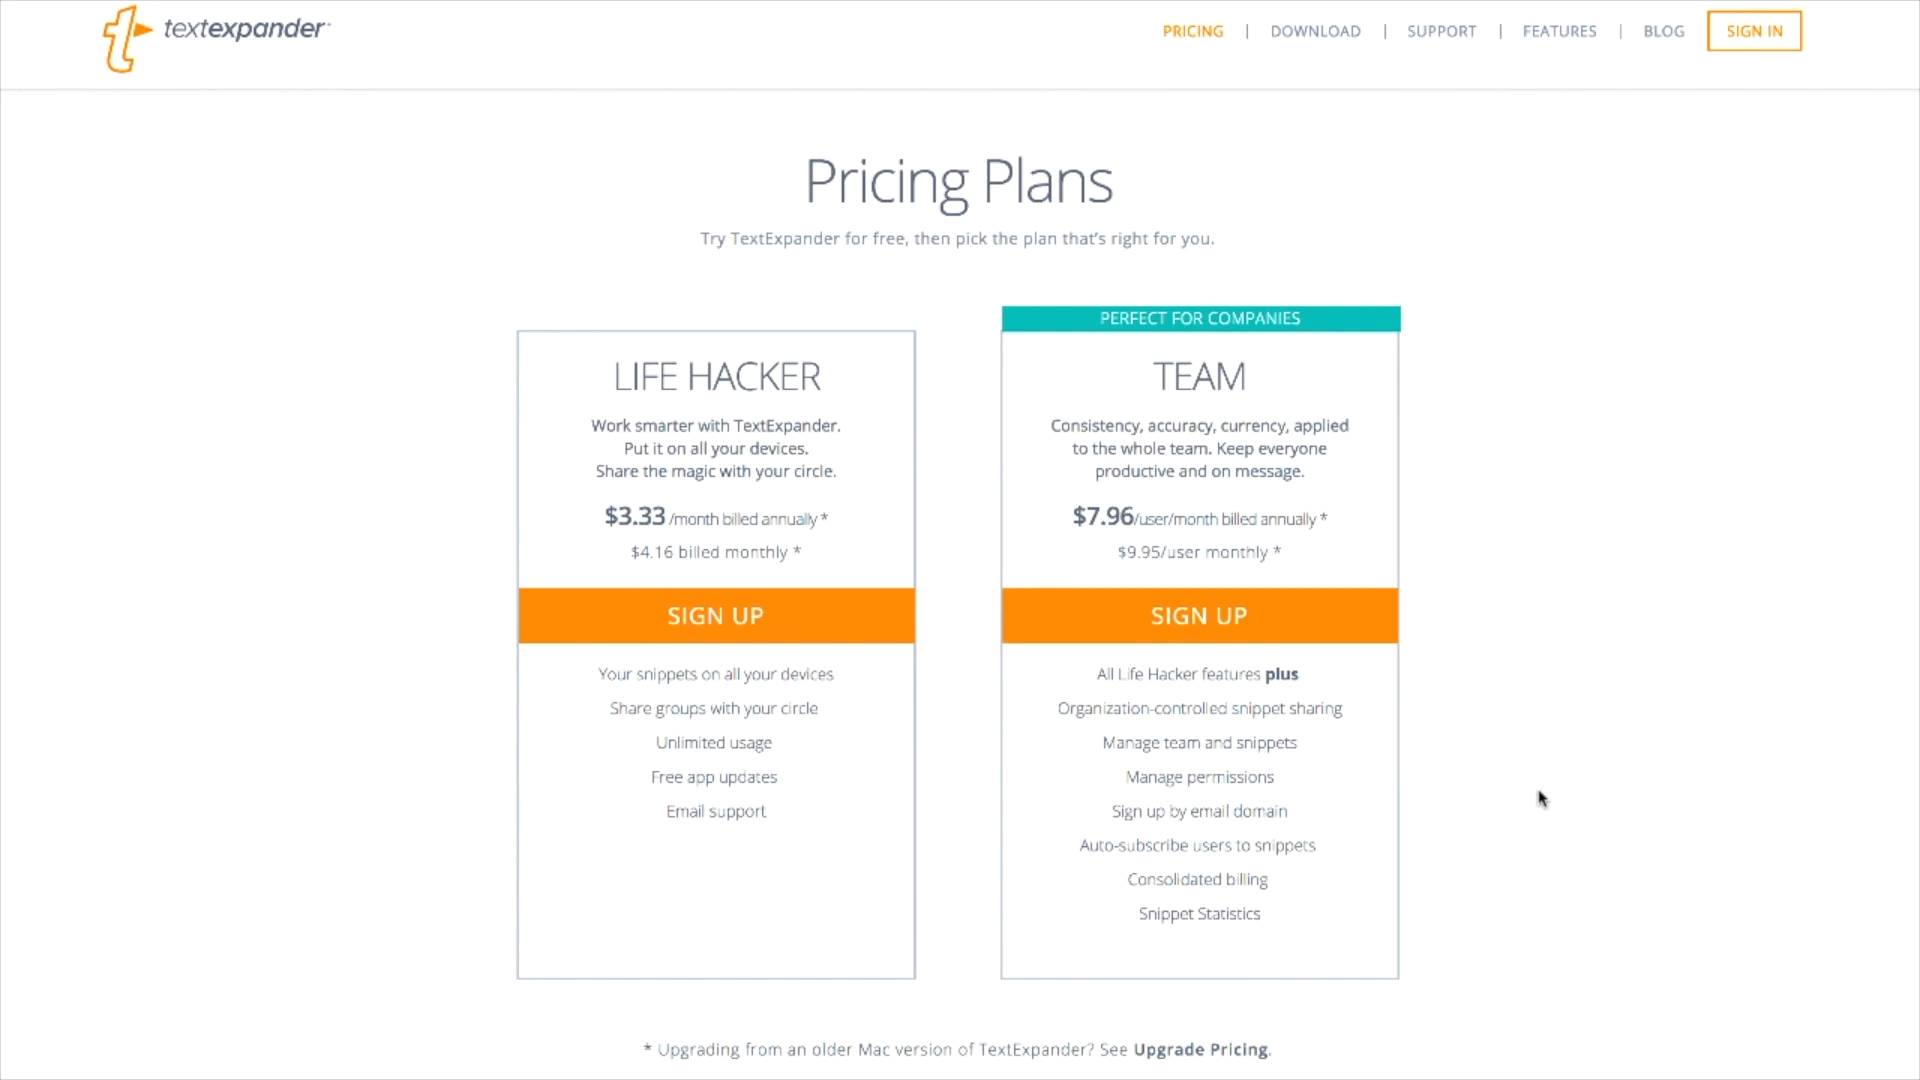 textexpander
PRICING | DOWNLOAD | SUPPORT | FEATURES | BLOG SIGN IN
Pricing Plans
Try TextExpander for free, then pick the plan that's right for you.
LIFE HACKER
Work smarter with TextExpander.
Put it on all your devices.
Share the magic with your circle.
$3.33 /month billed annually *
$4.16 billed monthly *
SIGN UP
Your snippets on all your devices
Share groups with your circle
Unlimited usage
Free app updates
Email support
PERFECT FOR COMPANIES
TEAM
Consistency, accuracy, currency, applied
to the whole team. Keep everyone
productive and on message.
$7.96/user/month billed annually *
$9.95/user monthly *
SIGN UP
All Life Hacker features plus
Organization-controlled snippet sharing
Manage team and snippets
Manage permissions
Sign up by email domain
Auto-subscribe users to snippets
Consolidated billing
Snippet Statistics
* Upgrading from an older Mac version of TextExpander? See Upgrade Pricing.